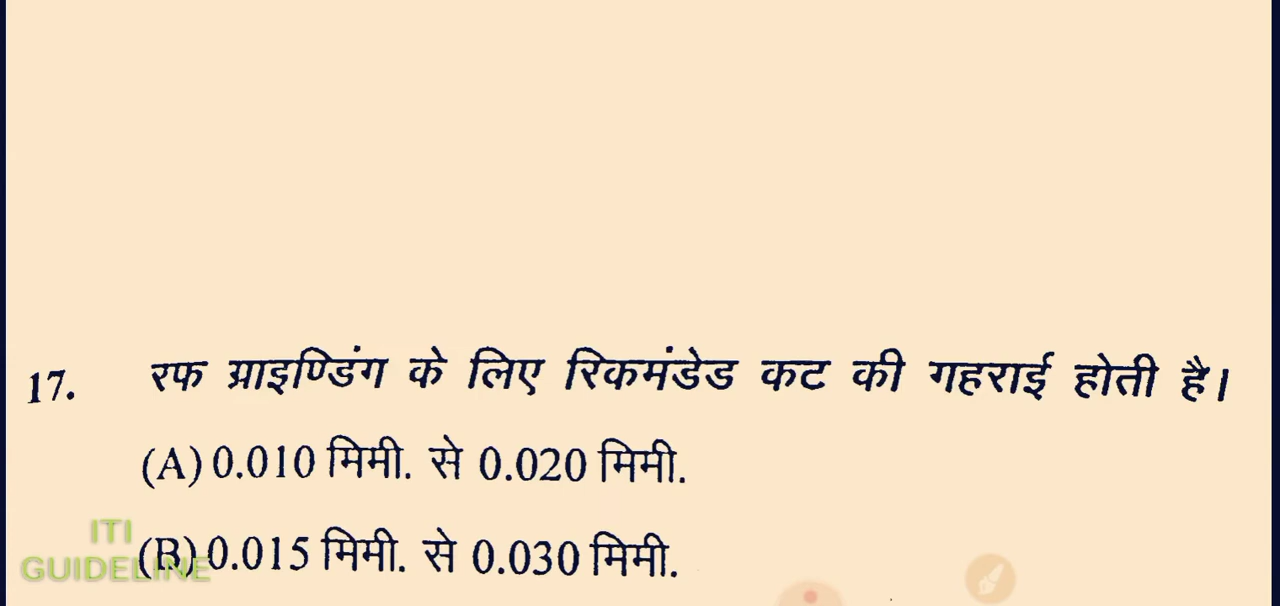 17. रफ ग्राइण्डिंग के लिए रिकमंडेड कट की गहराई होती है।
(A) 0.010 मिमी. से 0.020 मिमी.
(B) 0.015 मिमी. से 0.030 मिमी.
ITI
GUIDELINE